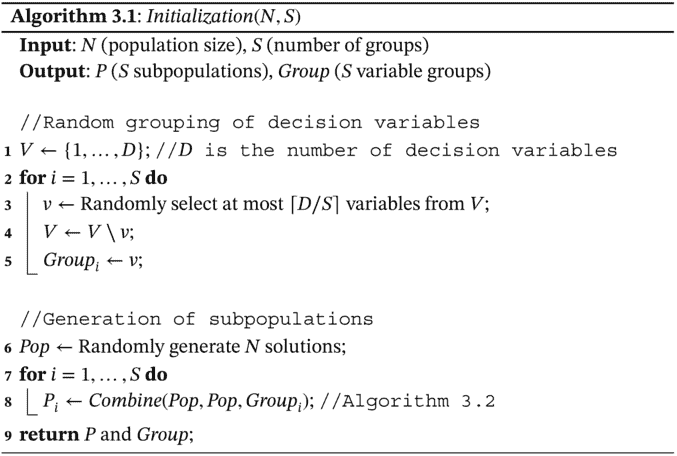 Algorithm 3.1: Initialization(N, S)
Input: N (population size), S (number of groups)
Output: P (S subpopulations), Group (S variable groups)
//Random grouping of decision variables
1 V ← {1, … , D}; //D is the number of decision variables
2 for i = 1, … , S do
3 v ← Randomly select at most ⌈D/S⌉ variables from V;
4 V ← V \ v;
5 Groupᵢ ← v;
//Generation of subpopulations
6 Pop ← Randomly generate N solutions;
7 for i = 1, … , S do
8 Pᵢ ← Combine(Pop, Pop, Groupᵢ); //Algorithm 3.2
9 return P and Group;